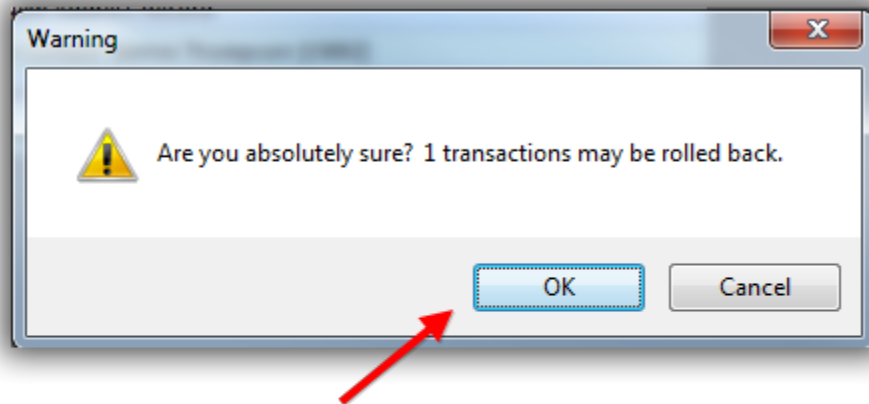 Warning
Are you absolutely sure? 1 transactions may be rolled back.
OK
Cancel